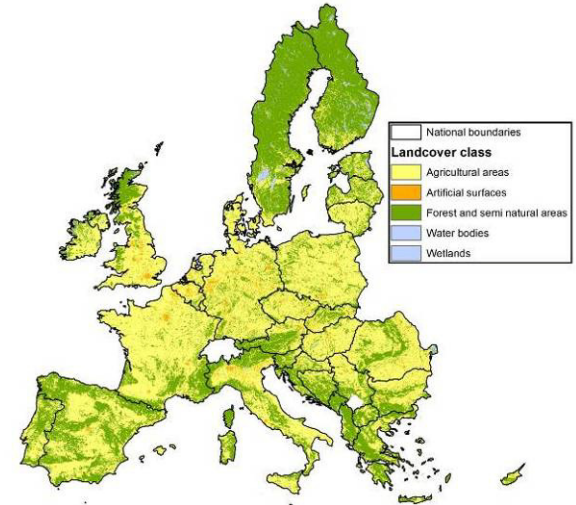 National boundaries
Landcover class
Agricultural areas
Artificial surfaces
Forest and semi natural areas
Water bodies
Wetlands